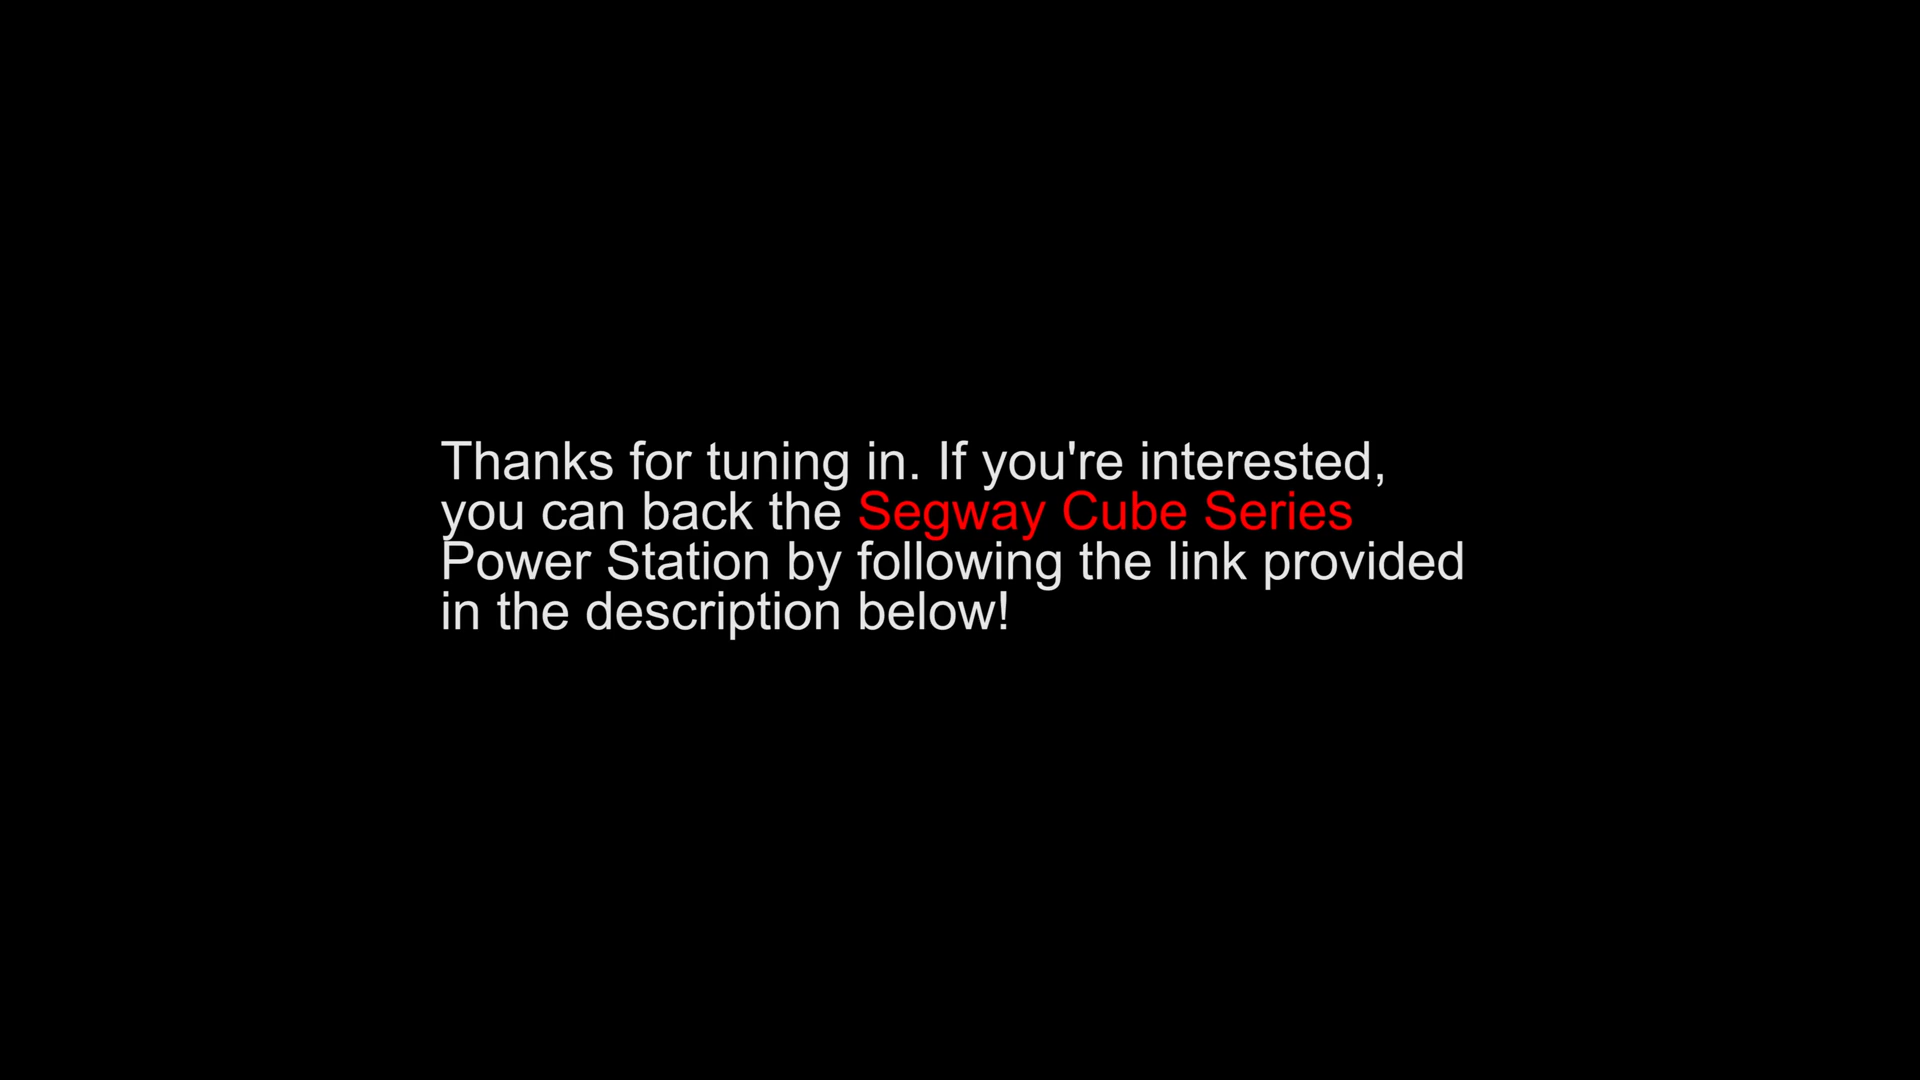 Thanks for tuning in. If you're interested,
you can back the Segway Cube Series
Power Station by following the link provided
in the description below!